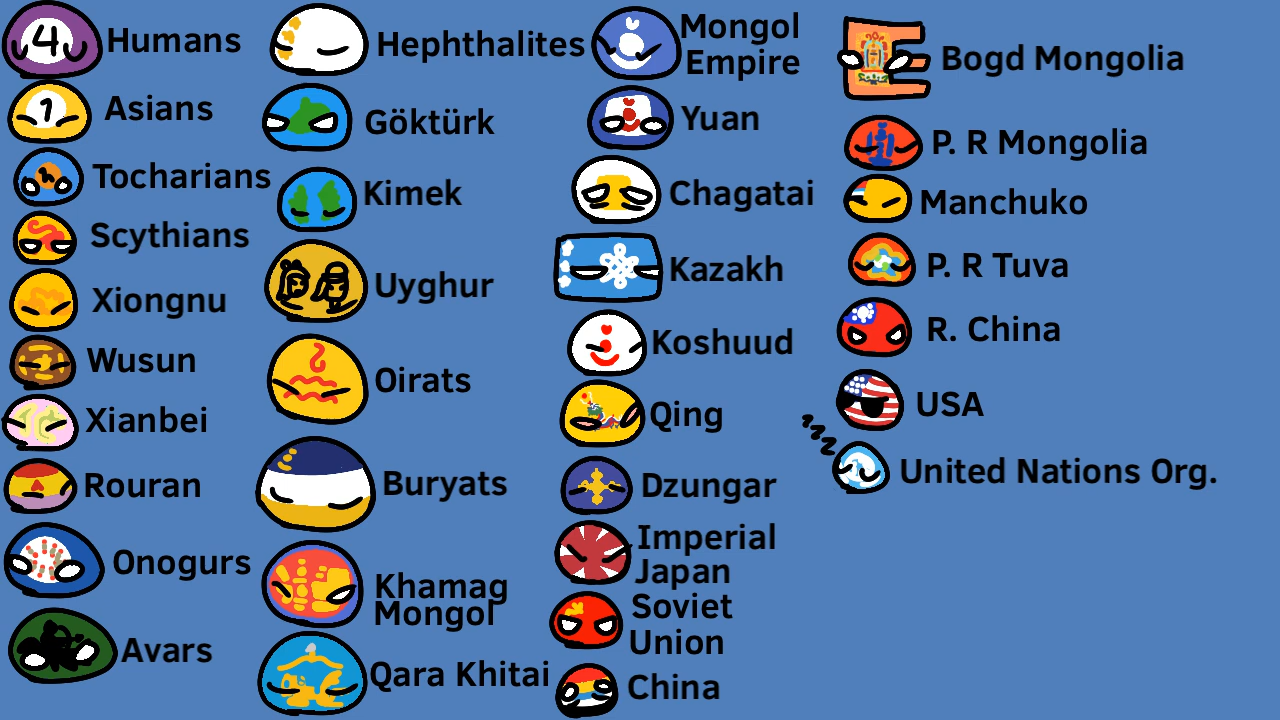 4
Humans
1
Asians
Tocharians
Scythians
Xiongnu
Wusun
Xianbei
Rouran
Onogurs
Avars
Hephthalites
Göktürk
Kimek
Uyghur
Oirats
Buryats
Khamag
Mongol
Qara Khitai
Mongol
Empire
Yuan
Chagatai
Kazakh
Koshuud
Qing
Dzungar
Imperial
Japan
Soviet
Union
China
Bogd Mongolia
P. R Mongolia
Manchuko
P. R Tuva
R. China
USA
United Nations Org.